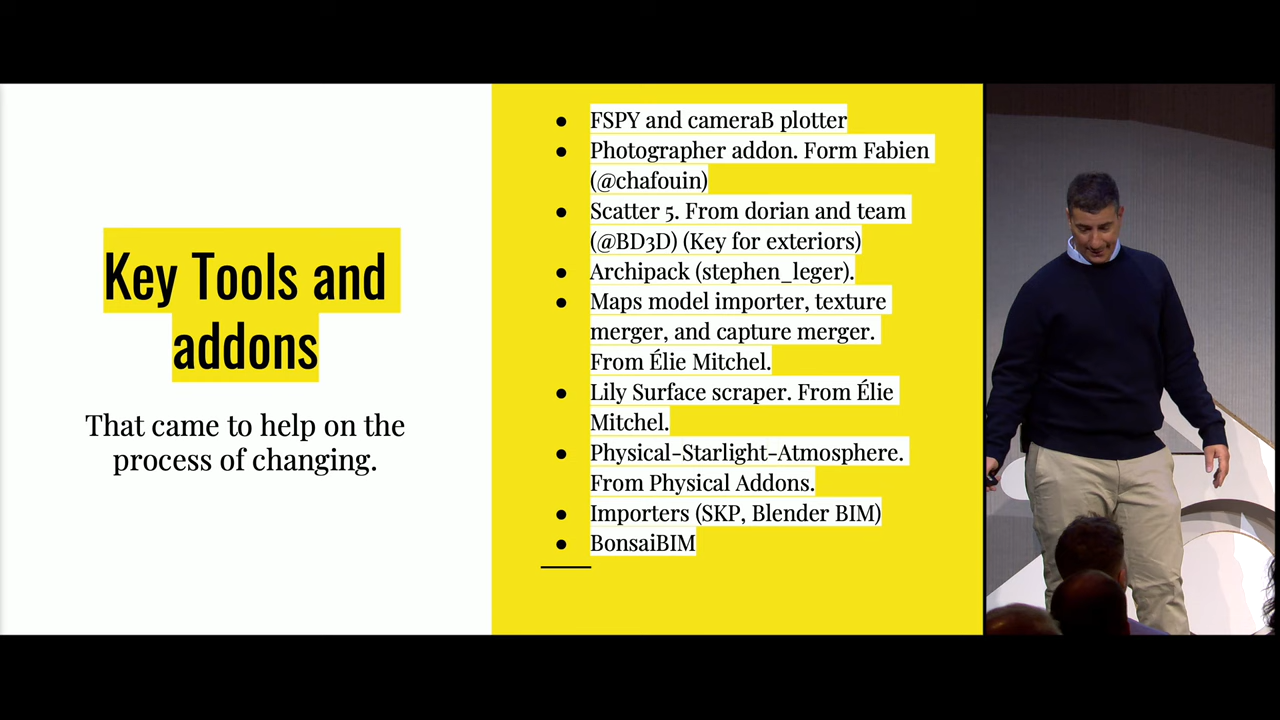 Key Tools and
addons
That came to help on the
process of changing.
● FSPY and cameraB plotter
● Photographer addon. Form Fabien
(@chafouin)
● Scatter 5. From dorian and team
(@BD3D) (Key for exteriors)
● Archipack (stephen_leger).
● Maps model importer, texture
merger, and capture merger.
From Élie Mitchel.
● Lily Surface scraper. From Élie
Mitchel.
● Physical-Starlight-Atmosphere.
From Physical Addons.
● Importers (SKP, Blender BIM)
● BonsaiBIM